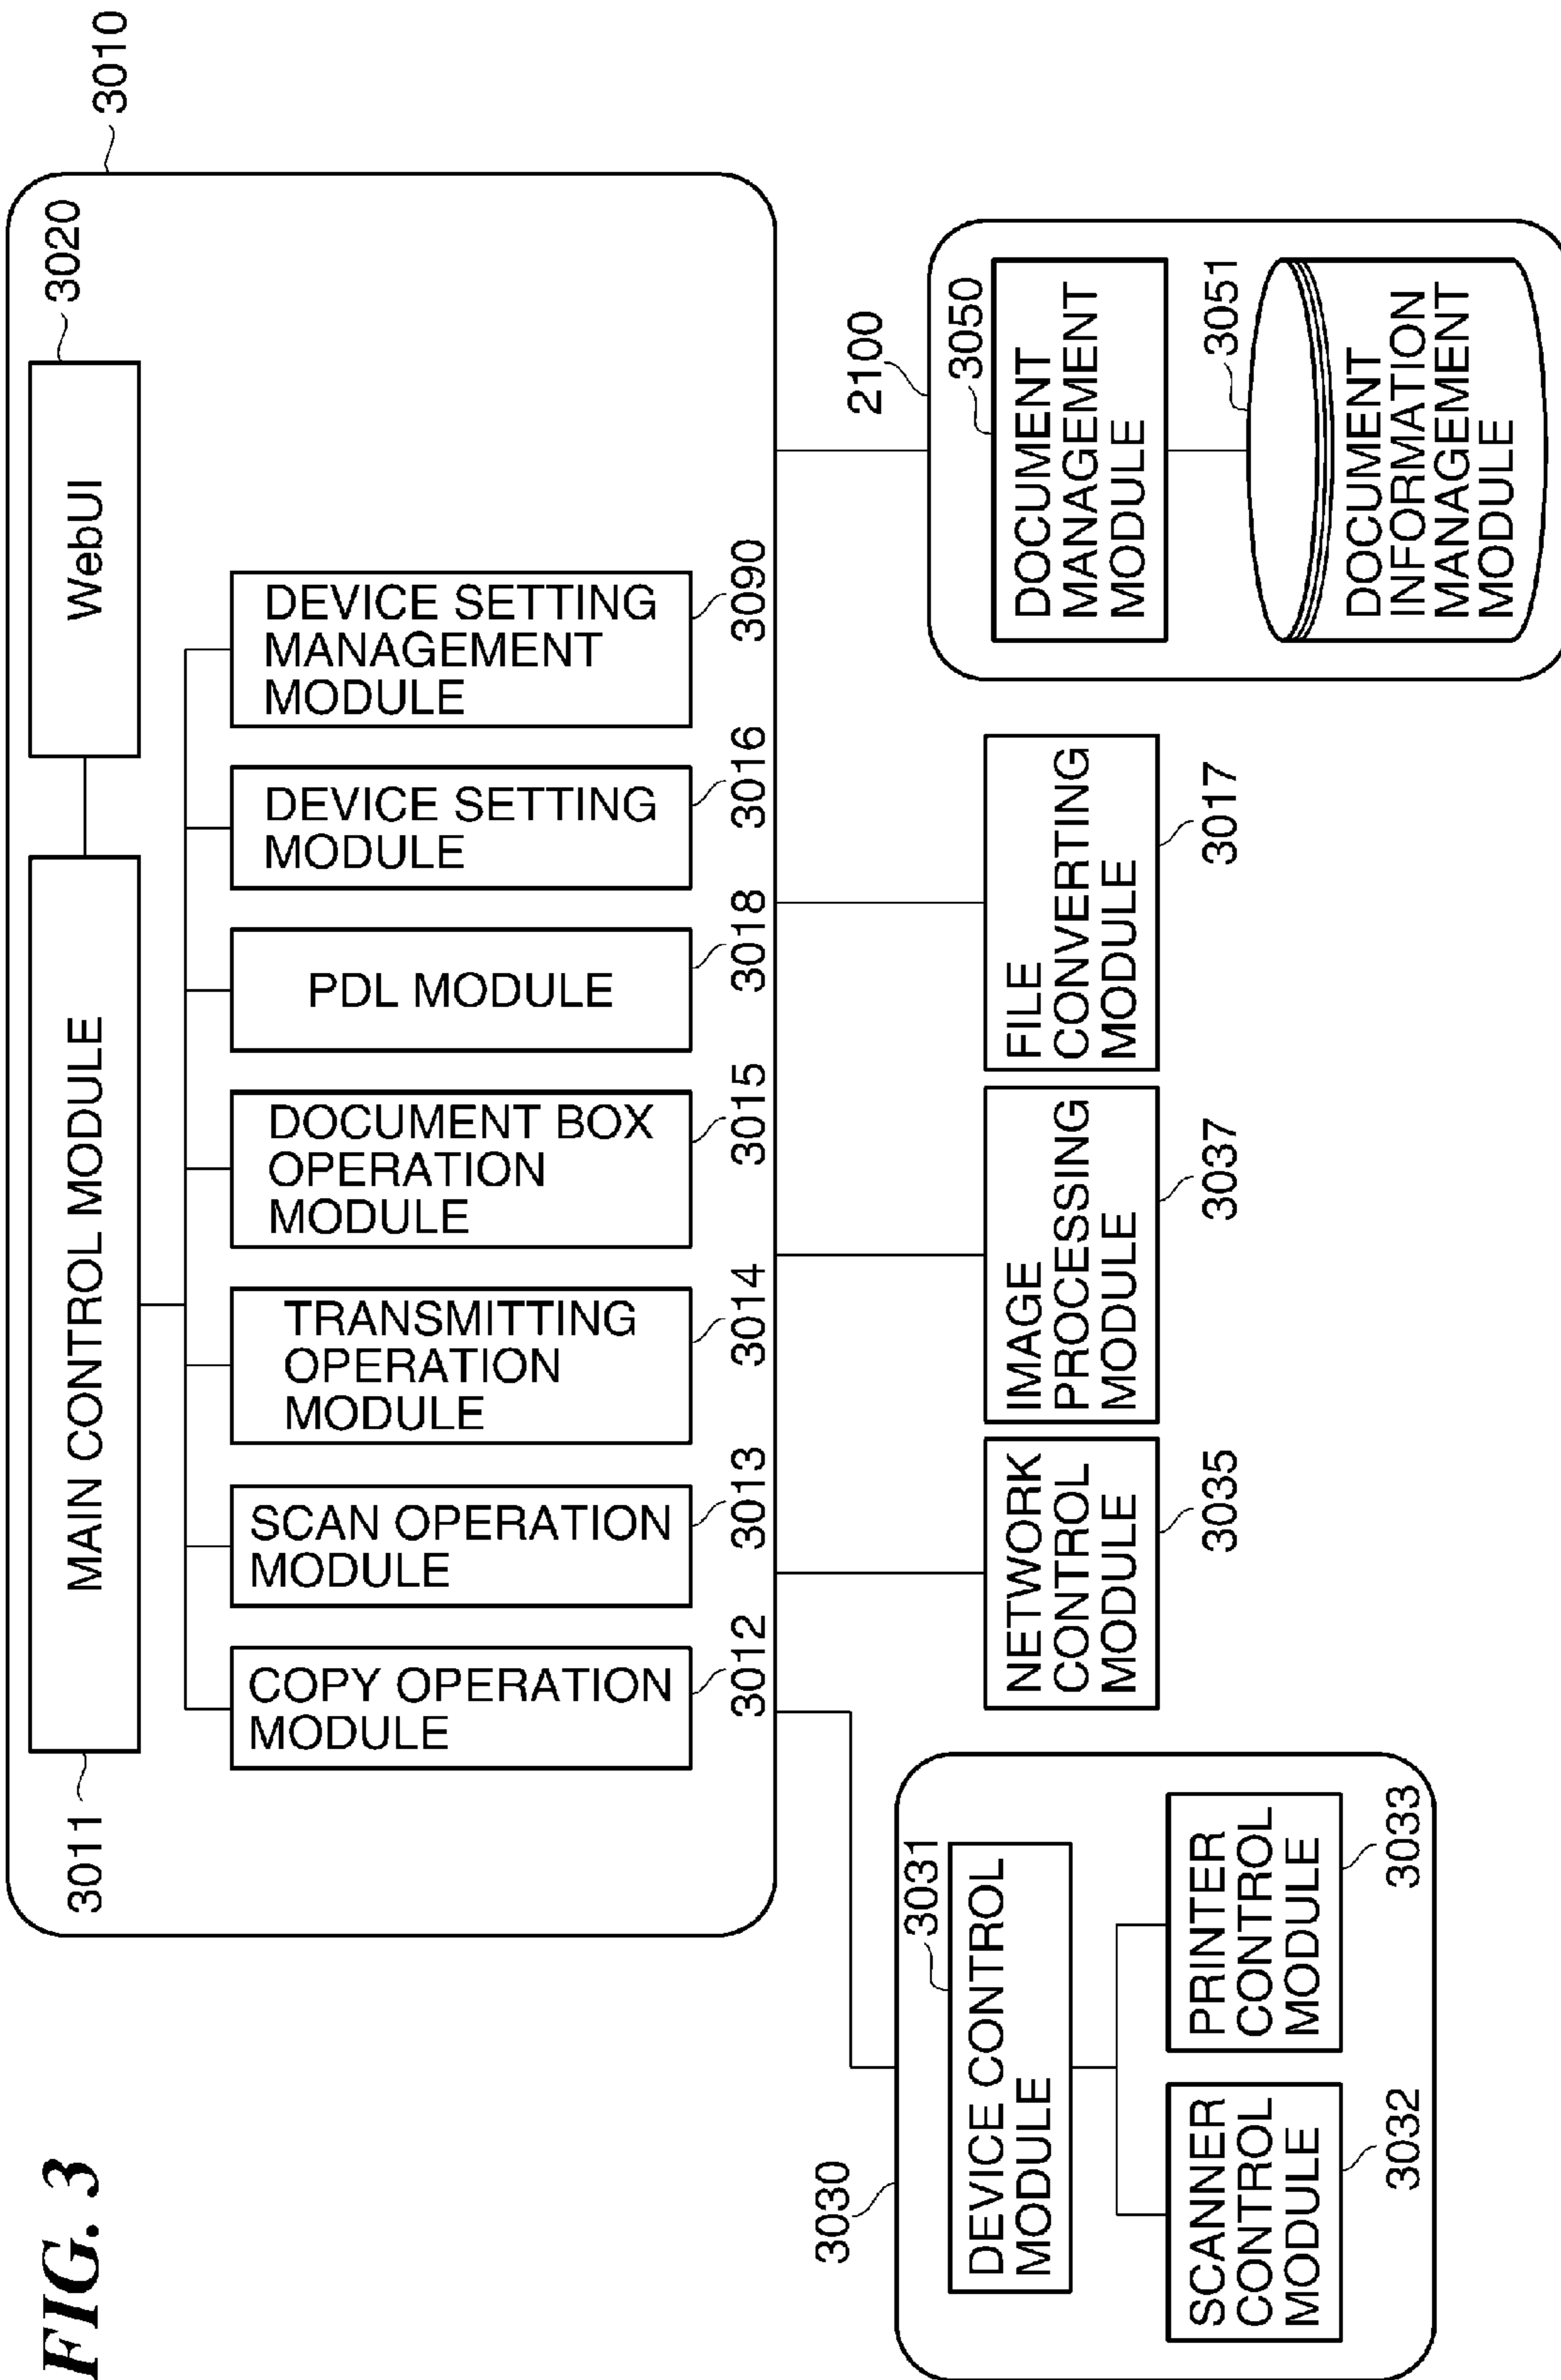 FIG. 3
3010
3011
MAIN CONTROL MODULE
WebUI
3020
COPY OPERATION
MODULE
3012
SCAN OPERATION
MODULE
3013
TRANSMITTING
OPERATION
MODULE
3014
DOCUMENT BOX
OPERATION
MODULE
3015
PDL MODULE
3018
DEVICE SETTING
MODULE
3016
DEVICE SETTING
MANAGEMENT
MODULE
3090
3030
DEVICE CONTROL
MODULE
3031
SCANNER
CONTROL
MODULE
3032
PRINTER
CONTROL
MODULE
3033
NETWORK
CONTROL
MODULE
3035
IMAGE
PROCESSING
MODULE
3037
FILE
CONVERTING
MODULE
3017
2100
DOCUMENT
MANAGEMENT
MODULE
3050
DOCUMENT
INFORMATION
MANAGEMENT
MODULE
3051